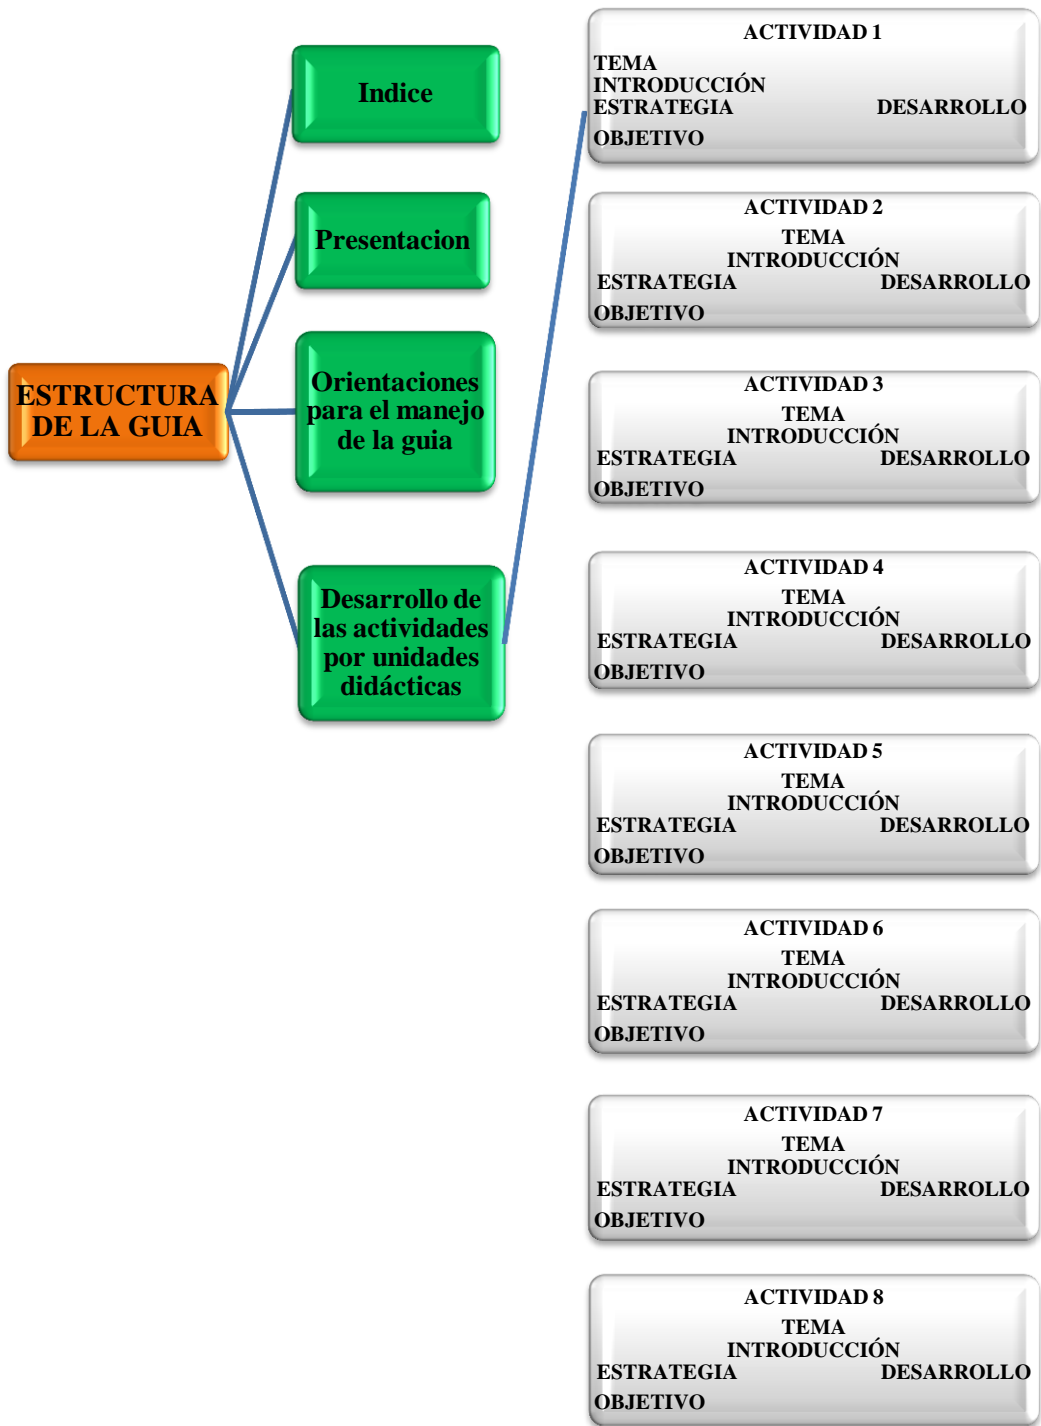 ESTRUCTURA
DE LA GUIA
Indice
Presentacion
Orientaciones
para el manejo
de la guia
Desarrollo de
las actividades
por unidades
didácticas
ACTIVIDAD 1
TEMA
INTRODUCCIÓN
ESTRATEGIA DESARROLLO
OBJETIVO
ACTIVIDAD 2
TEMA
INTRODUCCIÓN
ESTRATEGIA DESARROLLO
OBJETIVO
ACTIVIDAD 3
TEMA
INTRODUCCIÓN
ESTRATEGIA DESARROLLO
OBJETIVO
ACTIVIDAD 4
TEMA
INTRODUCCIÓN
ESTRATEGIA DESARROLLO
OBJETIVO
ACTIVIDAD 5
TEMA
INTRODUCCIÓN
ESTRATEGIA DESARROLLO
OBJETIVO
ACTIVIDAD 6
TEMA
INTRODUCCIÓN
ESTRATEGIA DESARROLLO
OBJETIVO
ACTIVIDAD 7
TEMA
INTRODUCCIÓN
ESTRATEGIA DESARROLLO
OBJETIVO
ACTIVIDAD 8
TEMA
INTRODUCCIÓN
ESTRATEGIA DESARROLLO
OBJETIVO